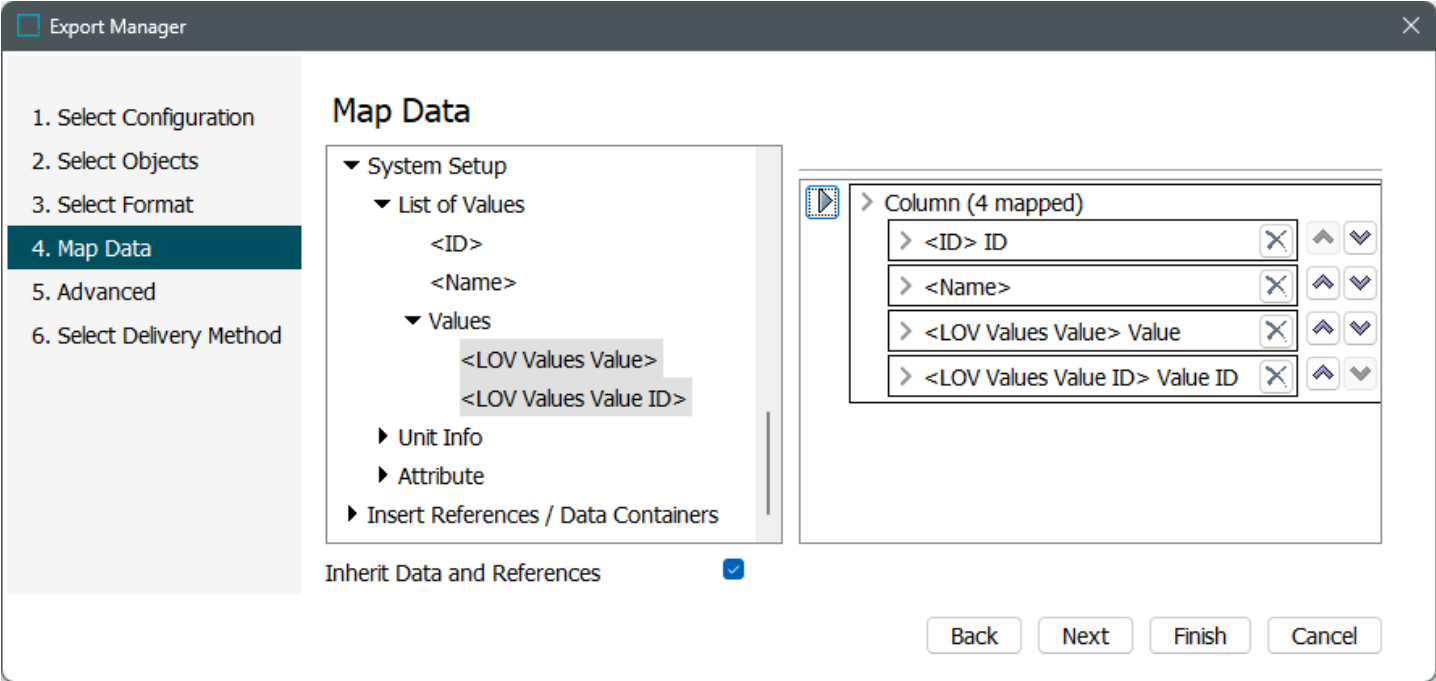 Export Manager
1. Select Configuration
2. Select Objects
3. Select Format
4. Map Data
5. Advanced
6. Select Delivery Method
Map Data
System Setup
List of Values
<ID>
<Name>
Values
<LOV Values Value>
<LOV Values Value ID>
Unit Info
Attribute
Insert References / Data Containers
Inherit Data and References
Column (4 mapped)
<ID> ID
<Name>
<LOV Values Value> Value
<LOV Values Value ID> Value ID
Back Next Finish Cancel